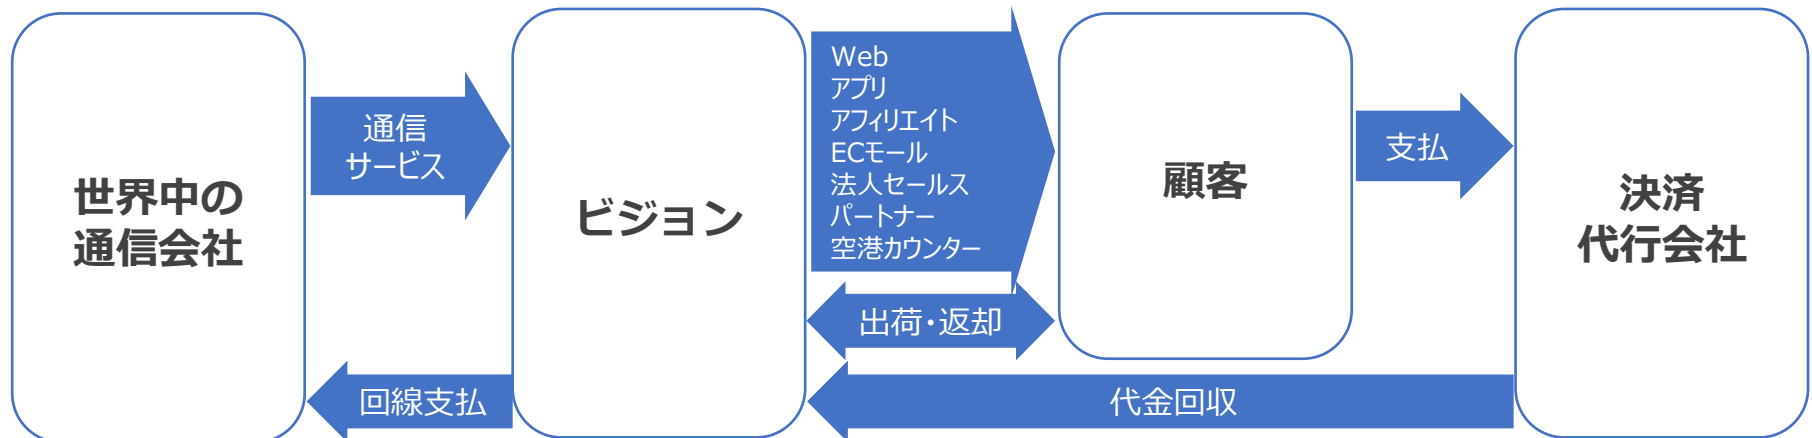 世界中の
通信会社
通信
サービス
ビジョン
Web
アプリ
アフィリエイト
ECモール
法人セールス
パートナー
空港カウンター
出荷・返却
顧客
支払
決済
代行会社
回線支払
代金回収